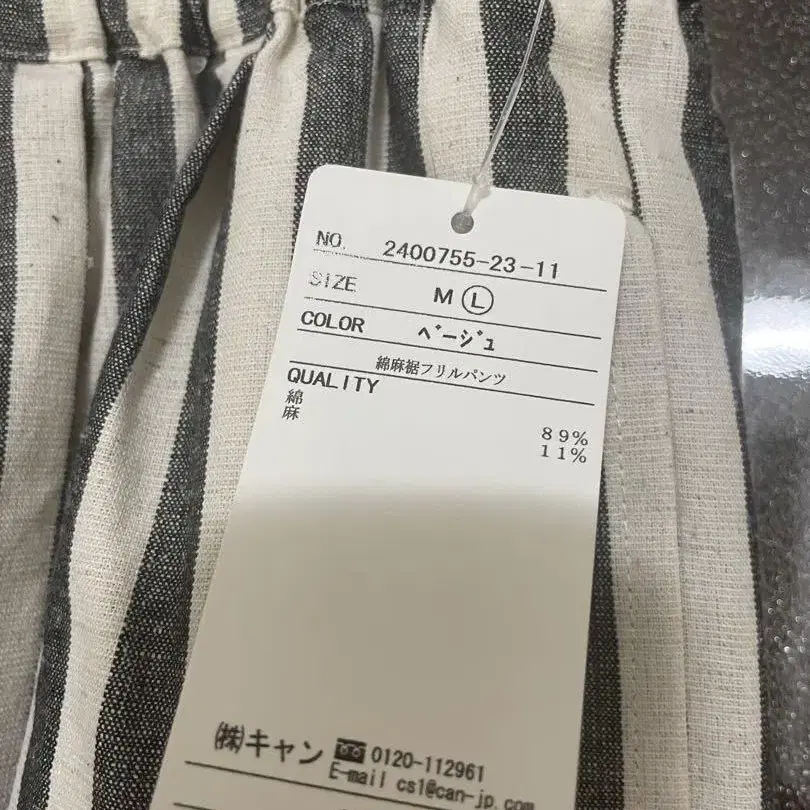 NO. 2400755-23-11
SIZE M Ⓛ
COLOR ベージュ
綿麻裾フリルパンツ
QUALITY
綿 89%
麻 11%
㈱キャン 0120-112961
E-mail cs1@can-jp.com